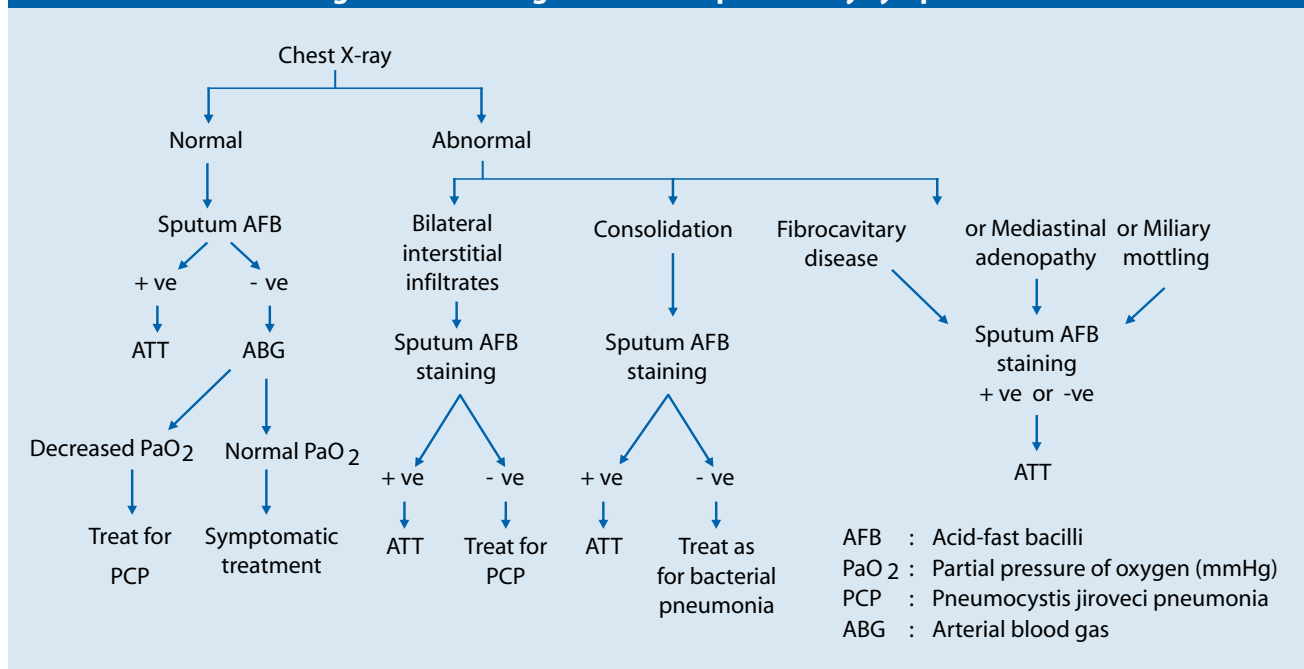 Chest X-ray
Normal
Abnormal
Sputum AFB
+ ve
- ve
ATT
ABG
Decreased PaO2
Normal PaO2
Treat for
PCP
Symptomatic
treatment
Bilateral
interstitial
infiltrates
Sputum AFB
staining
+ ve
- ve
ATT
Treat for
PCP
Consolidation
Sputum AFB
staining
+ ve
- ve
ATT
Treat as
for bacterial
pneumonia
Fibrocavitary
disease
or Mediastinal
adenopathy
or Miliary
mottling
Sputum AFB
staining
+ ve or -ve
ATT
AFB : Acid-fast bacilli
PaO2 : Partial pressure of oxygen (mmHg)
PCP : Pneumocystis jiroveci pneumonia
ABG : Arterial blood gas